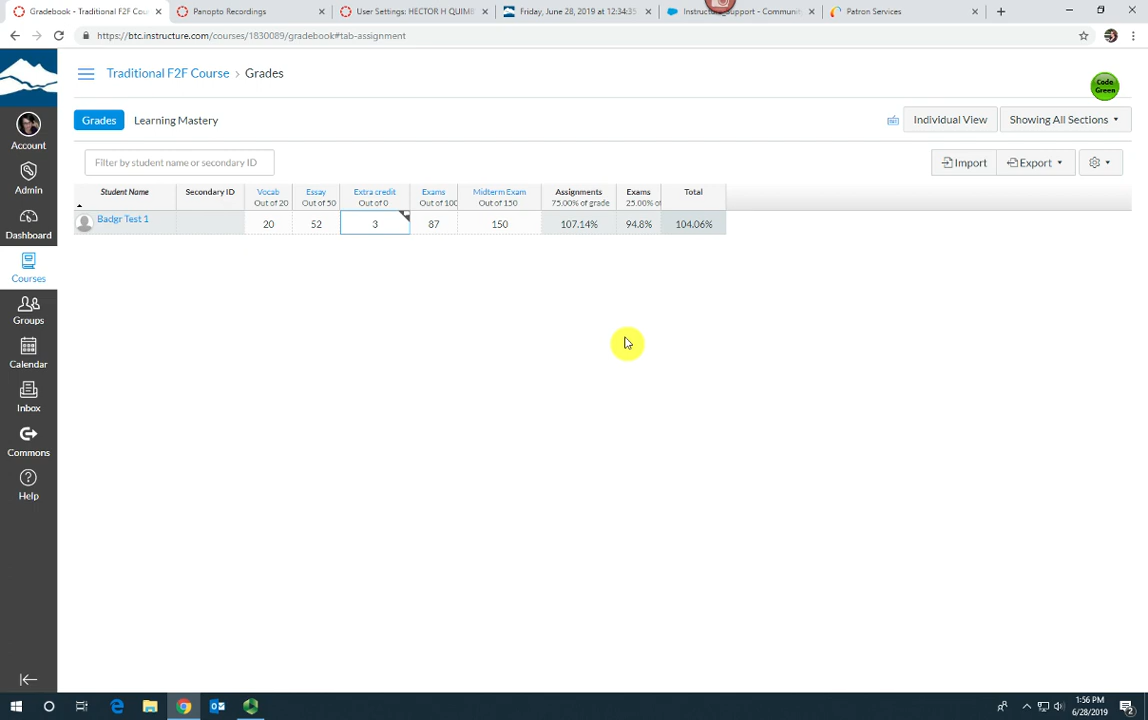 Gradebook - Traditional F2F Cou
Panopto Recordings
User Settings: HECTOR H QUIMI
Friday, June 28, 2019 at 12:34:35
Instructure_Support - Communit
Patron Services
https://btc.instructure.com/courses/1830089/gradebook#tab-assignment
Traditional F2F Course › Grades
Code Green
Grades
Learning Mastery
Individual View
Showing All Sections
Filter by student name or secondary ID
Import
Export
Student Name
Secondary ID
Vocab
Out of 20
Essay
Out of 50
Extra credit
Out of 0
Exams
Out of 100
Midterm Exam
Out of 150
Assignments
75.00% of grade
Exams
25.00% of
Total
Badgr Test 1
20
52
3
87
150
107.14%
94.8%
104.06%
Account
Admin
Dashboard
Courses
Groups
Calendar
Inbox
Commons
Help
1:56 PM
6/28/2019
2